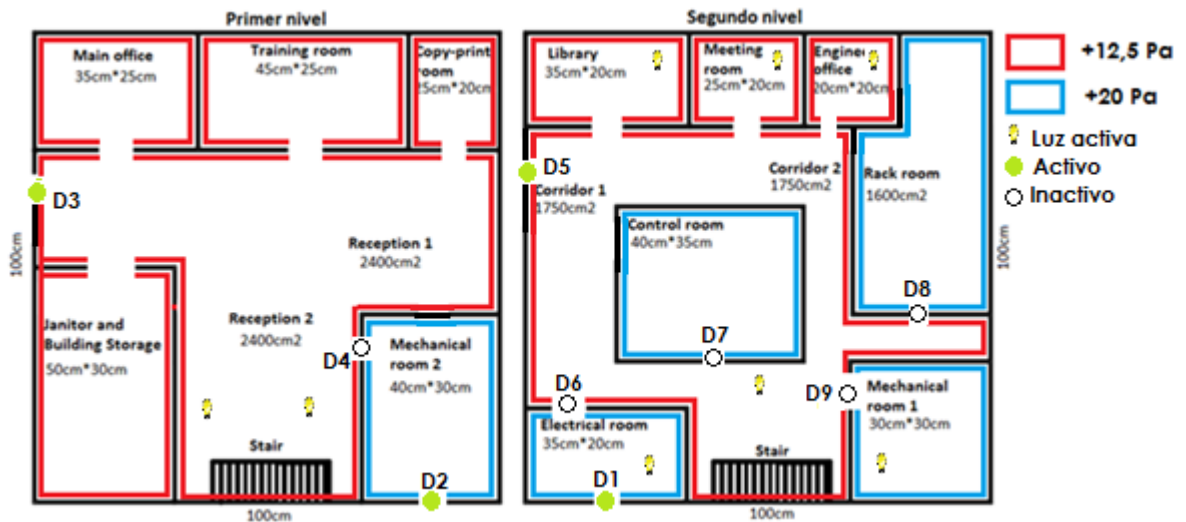 Primer nivel
Main office
35cm*25cm
Training room
45cm*25cm
Copy-print
room
25cm*20cm
D3
100cm
Reception 1
2400cm2
Janitor and
Building Storage
50cm*30cm
Reception 2
2400cm2
D4
Mechanical
room 2
40cm*30cm
Stair
D2
100cm
Segundo nivel
Library
35cm*20cm
Meeting
room
25cm*20cm
Enginee
office
20cm*20cm
D5
Corridor 1
1750cm2
Corridor 2
1750cm2
Rack room
1600cm2
Control room
40cm*35cm
100cm
D8
D7
D6
D9
Electrical room
35cm*20cm
Mechanical
room 1
30cm*30cm
Stair
D1
100cm
+12,5 Pa
+20 Pa
Luz activa
Activo
Inactivo